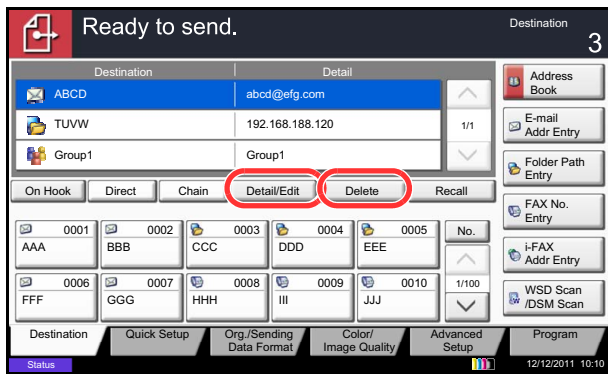 Ready to send.
Destination
3
Destination Detail
ABCD abcd@efg.com
TUVW 192.168.188.120 1/1
Group1 Group1
Address
Book
E-mail
Addr Entry
Folder Path
Entry
FAX No.
Entry
i-FAX
Addr Entry
WSD Scan
/DSM Scan
On Hook Direct Chain Detail/Edit Delete Recall
0001 0002 0003 0004 0005 No.
AAA BBB CCC DDD EEE
0006 0007 0008 0009 0010 1/100
FFF GGG HHH III JJJ
Destination Quick Setup Org./Sending
Data Format Color/
Image Quality Advanced
Setup Program
Status 12/12/2011 10:10